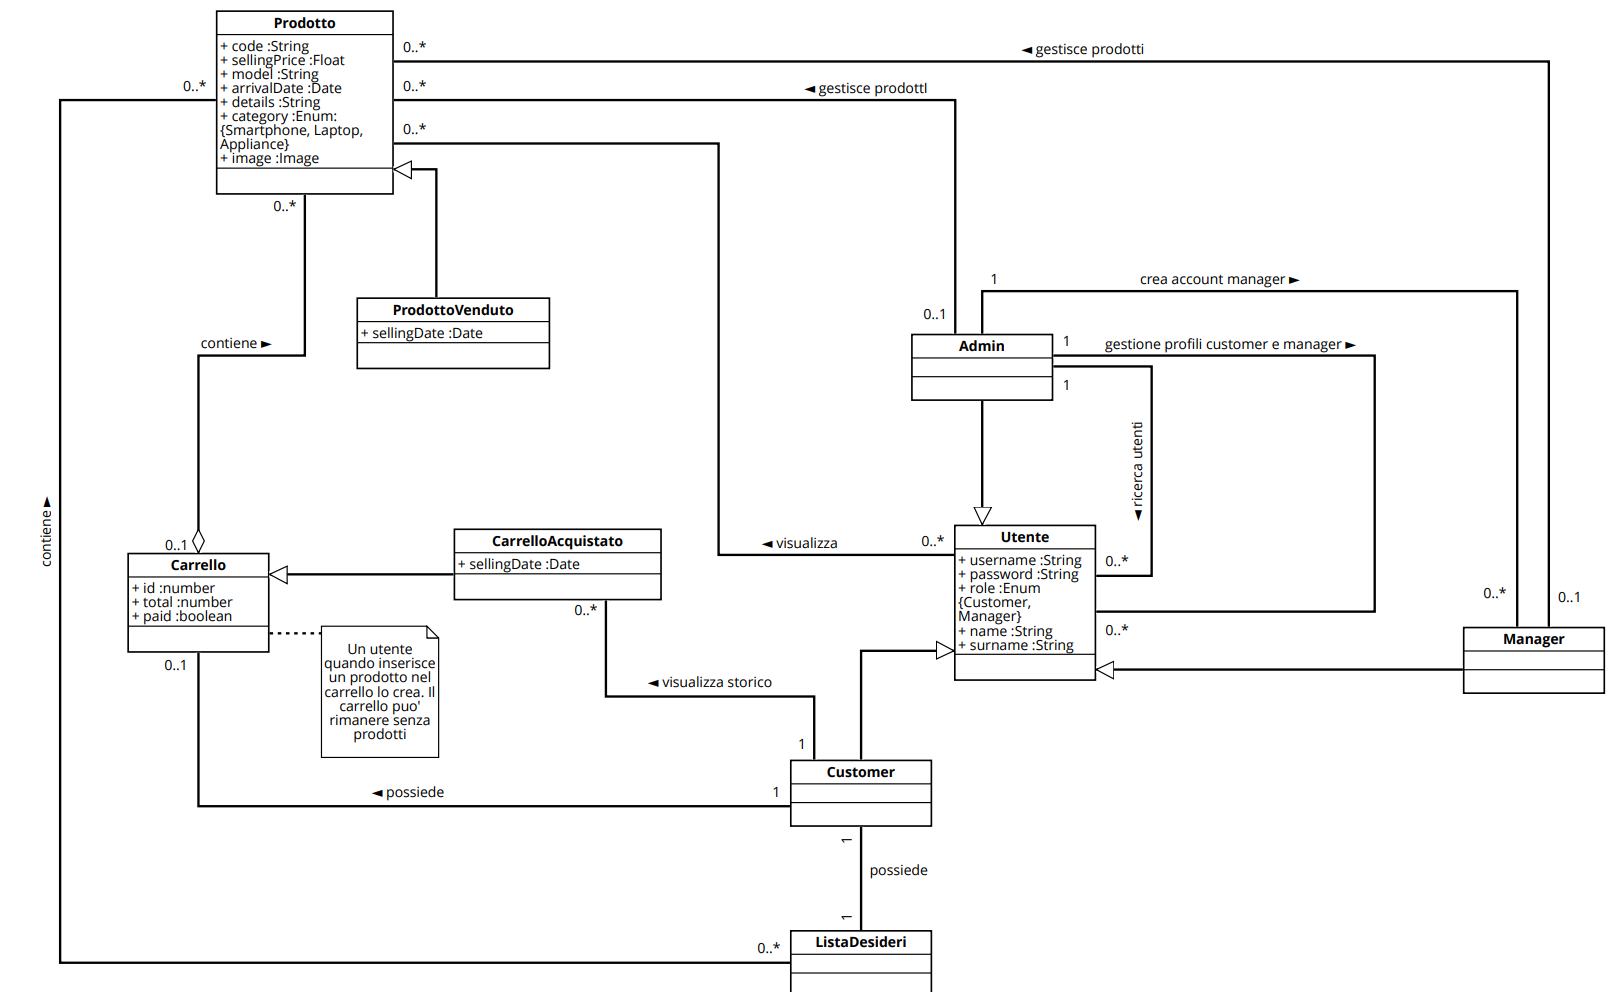 Prodotto
+ code :String
+ sellingPrice :Float
+ model :String
+ arrivalDate :Date
+ details :String
+ category :Enum:
{Smartphone, Laptop,
Appliance}
+ image :Image
0..*
0..*
0..*
0..*
0..*
◄ gestisce prodotti
◄ gestisce prodottI
ProdottoVenduto
+ sellingDate :Date
contiene ►
contiene ►
1
crea account manager ►
0..1
Admin
1
gestione profili customer e manager ►
1
◄ ricerca utenti
0..1
Carrello
+ id :number
+ total :number
+ paid :boolean
0..1
CarrelloAcquistato
+ sellingDate :Date
0..*
Un utente
quando inserisce
un prodotto nel
carrello lo crea. Il
carrello puo'
rimanere senza
prodotti
◄ visualizza
0..*
Utente
+ username :String
+ password :String
+ role :Enum
{Customer,
Manager}
+ name :String
+ surname :String
0..*
0..*
0..*
0..1
Manager
◄ visualizza storico
1
Customer
◄ possiede
1
1
possiede
1
ListaDesideri
0..*